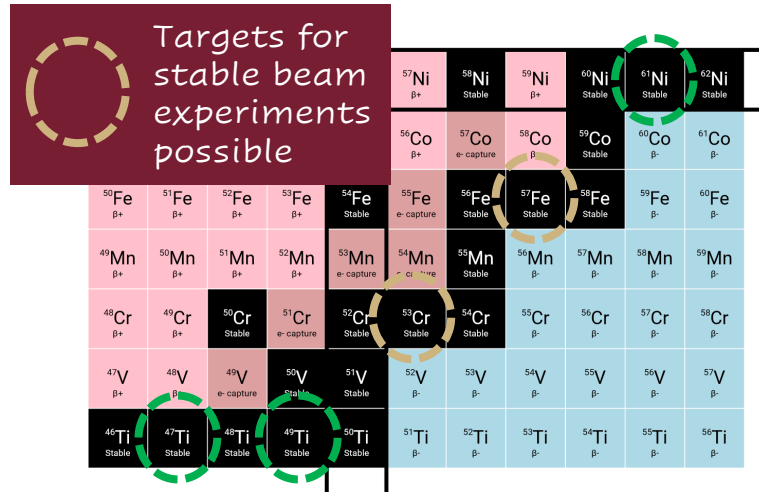 Targets for
stable beam
experiments
possible
⁵⁷Ni ⁵⁸Ni ⁵⁹Ni ⁶⁰Ni ⁶¹Ni ⁶²Ni
β+ Stable β+ Stable Stable Stable
⁵⁶Co ⁵⁷Co ⁵⁸Co ⁵⁹Co ⁶⁰Co ⁶¹Co
β+ e- capture β+ Stable β- β-
⁵⁰Fe ⁵¹Fe ⁵²Fe ⁵³Fe ⁵⁴Fe ⁵⁵Fe ⁵⁶Fe ⁵⁷Fe ⁵⁸Fe ⁵⁹Fe ⁶⁰Fe
β+ β+ β+ β+ Stable e- capture Stable Stable Stable β- β-
⁴⁹Mn ⁵⁰Mn ⁵¹Mn ⁵²Mn ⁵³Mn ⁵⁴Mn ⁵⁵Mn ⁵⁶Mn ⁵⁷Mn ⁵⁸Mn ⁵⁹Mn
β+ β+ β+ β+ e- capture e- capture Stable β- β- β- β-
⁴⁸Cr ⁴⁹Cr ⁵⁰Cr ⁵¹Cr ⁵²Cr ⁵³Cr ⁵⁴Cr ⁵⁵Cr ⁵⁶Cr ⁵⁷Cr ⁵⁸Cr
β+ β+ Stable e- capture Stable Stable Stable β- β- β- β-
⁴⁷V ⁴⁸V ⁴⁹V ⁵⁰V ⁵¹V ⁵²V ⁵³V ⁵⁴V ⁵⁵V ⁵⁶V ⁵⁷V
β+ β+ e- capture Stable Stable β- β- β- β- β- β-
⁴⁶Ti ⁴⁷Ti ⁴⁸Ti ⁴⁹Ti ⁵⁰Ti ⁵¹Ti ⁵²Ti ⁵³Ti ⁵⁴Ti ⁵⁵Ti ⁵⁶Ti
Stable Stable Stable Stable Stable β- β- β- β- β- β-